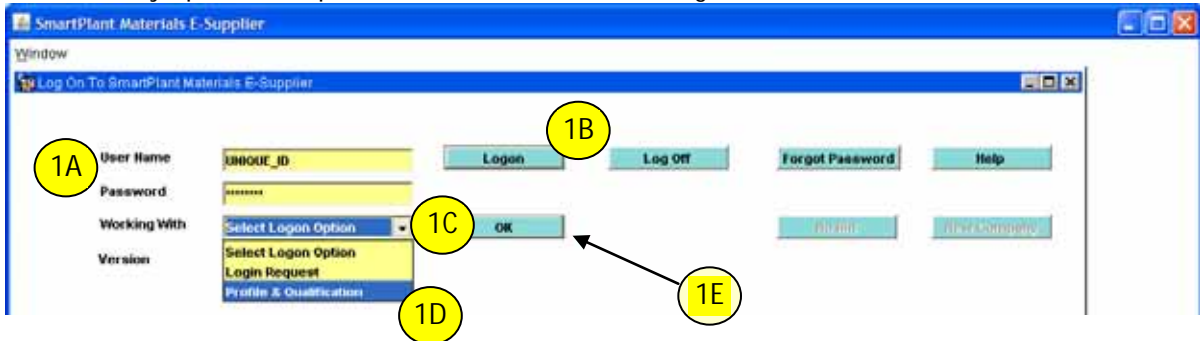 SmartPlant Materials E-Supplier
Window
Log On To SmartPlant Materials E-Supplier
1A
User Name
UNIQUE_ID
Logon
1B
Log Off
Forgot Password
Help
Password
********
Working With
Select Logon Option
1C
OK
Version
Select Logon Option
Login Request
Profile & Qualification
1D
1E